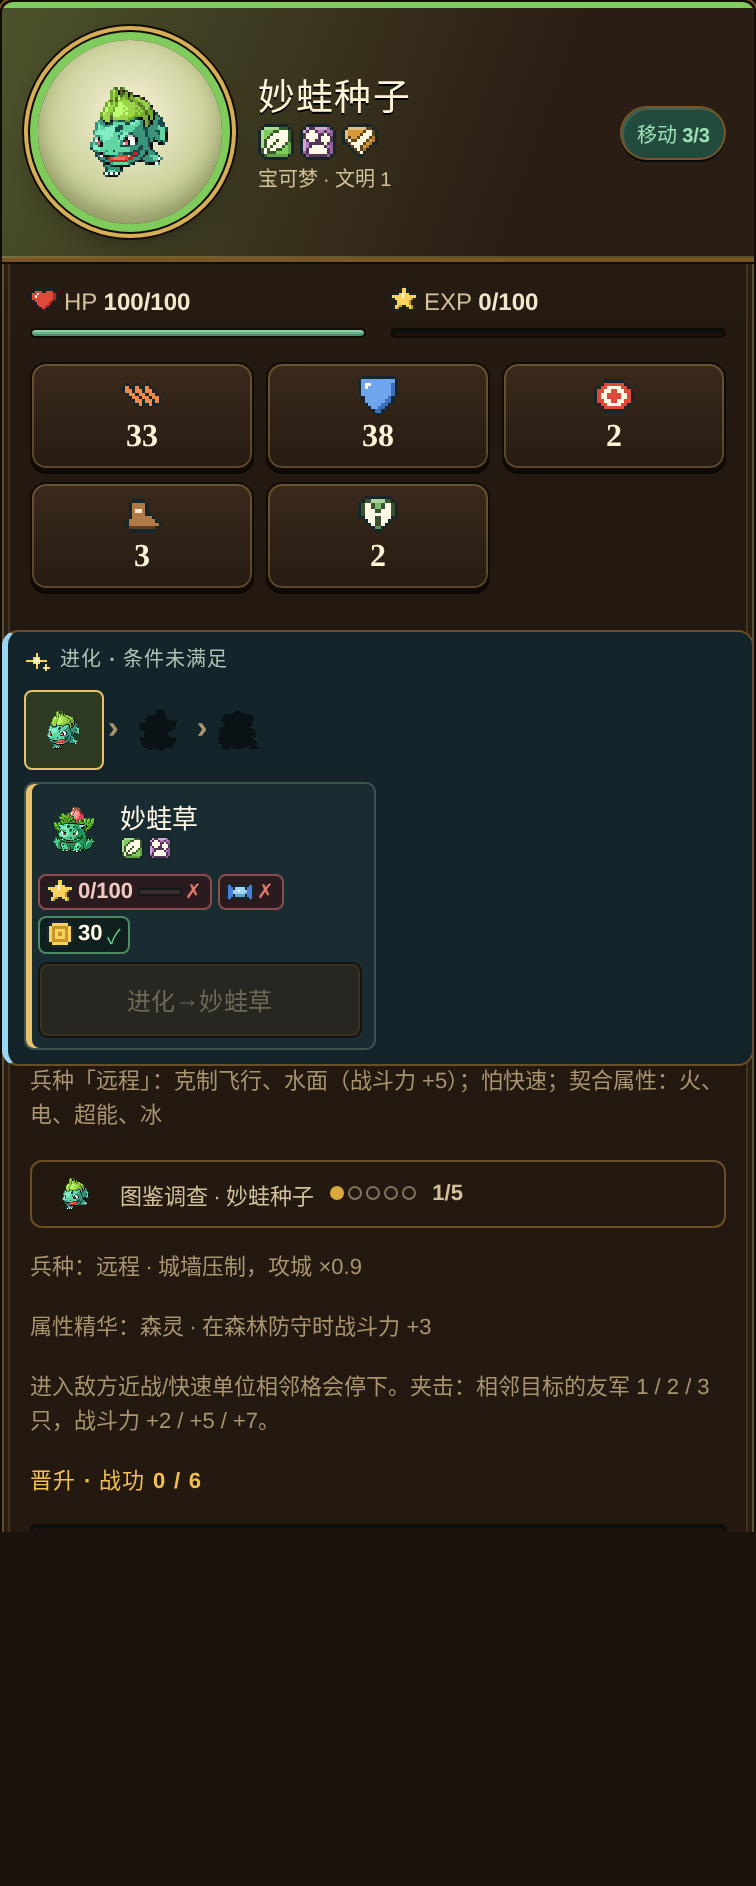 妙蛙种子
宝可梦 · 文明 1
移动 3/3
HP 100/100
EXP 0/100
33
38
2
3
2
进化 · 条件未满足
› ›
妙蛙草
0/100 ✗ ✗
30 ✓
进化→妙蛙草
兵种「远程」：克制飞行、水面（战斗力 +5）；怕快速；契合属性：火、
电、超能、冰
图鉴调查 · 妙蛙种子 1/5
兵种：远程 · 城墙压制，攻城 ×0.9
属性精华：森灵 · 在森林防守时战斗力 +3
进入敌方近战/快速单位相邻格会停下。夹击：相邻目标的友军 1 / 2 / 3
只，战斗力 +2 / +5 / +7。
晋升 · 战功 0 / 6